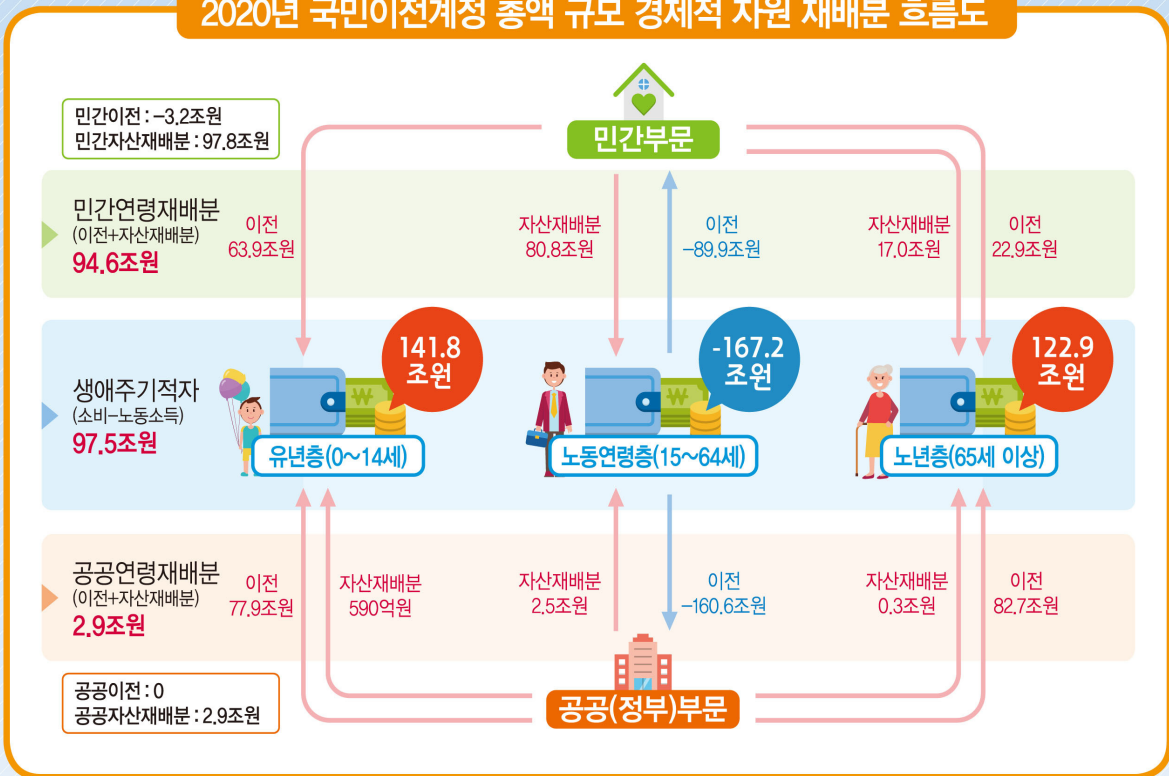 2020년 국민이전계정 총액 규모 경제적 자원 재배분 흐름도
민간이전 : -3.2조원
민간자산재배분 : 97.8조원
민간부문
민간연령재배분
(이전+자산재배분)
94.6조원
이전
63.9조원
자산재배분
80.8조원
이전
-89.9조원
자산재배분
17.0조원
이전
22.9조원
생애주기적자
(소비-노동소득)
97.5조원
141.8
조원
₩
유년층(0~14세)
-167.2
조원
₩
노동연령층(15~64세)
122.9
조원
₩
노년층(65세 이상)
공공연령재배분
(이전+자산재배분)
2.9조원
이전
77.9조원
자산재배분
590억원
자산재배분
2.5조원
이전
-160.6조원
자산재배분
0.3조원
이전
82.7조원
공공이전 : 0
공공자산재배분 : 2.9조원
공공(정부)부문